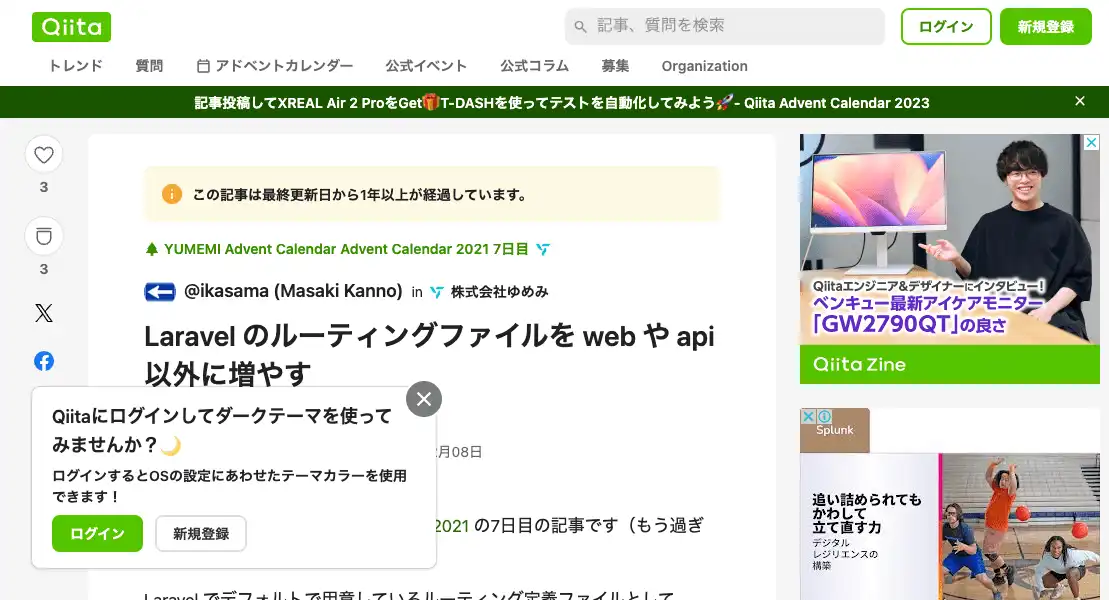 Qiita
記事、質問を検索
ログイン
新規登録
トレンド
質問
アドベントカレンダー
公式イベント
公式コラム
募集
Organization
記事投稿してXREAL Air 2 ProをGet🎁T-DASHを使ってテストを自動化してみよう🚀- Qiita Advent Calendar 2023
3
3
この記事は最終更新日から1年以上が経過しています。
YUMEMI Advent Calendar Advent Calendar 2021 7日目
@ikasama (Masaki Kanno) in 株式会社ゆめみ
Laravel のルーティングファイルを web や api
以外に増やす
月08日
2021 の7日目の記事です（もう過ぎ
Laravel でデフォルトで用意しているルーティング定義ファイルとして
Qiitaにログインしてダークテーマを使って
みませんか？🌙
ログインするとOSの設定にあわせたテーマカラーを使用
できます！
ログイン
新規登録
Qiitaエンジニア&デザイナーにインタビュー！
ベンキュー最新アイケアモニター
「GW2790QT」の良さ
Qiita Zine
Splunk
追い詰められても
かわして
立て直す力
デジタル
レジリエンスの
構築